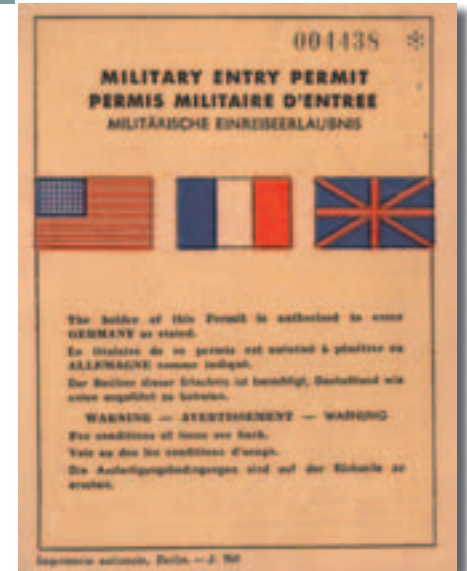 004438 *
MILITARY ENTRY PERMIT
PERMIS MILITAIRE D'ENTREE
MILITÄRISCHE EINREISEERLAUBNIS
The holder of this Permit is authorised to enter
GERMANY as stated.
Le titulaire de ce permis est autorisé à pénétrer en
ALLEMAGNE comme indiqué.
Der Besitzer dieser Erlaubnis ist berechtigt, Deutschland wie
unten angeführt zu betreten.
WARNING — AVERTISSEMENT — WARNUNG
For conditions of issue see back.
Voir au dos les conditions d'usage.
Die Ausfertigungsbedingungen sind auf der Rückseite zu
ersehen.
Imprimerie nationale, Berlin. — J.